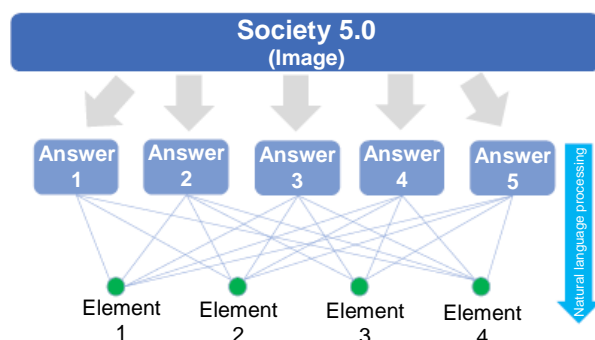 Society 5.0
(Image)
Answer
1
Answer
2
Answer
3
Answer
4
Answer
5
Natural language processing
Element
1
Element
2
Element
3
Element
4